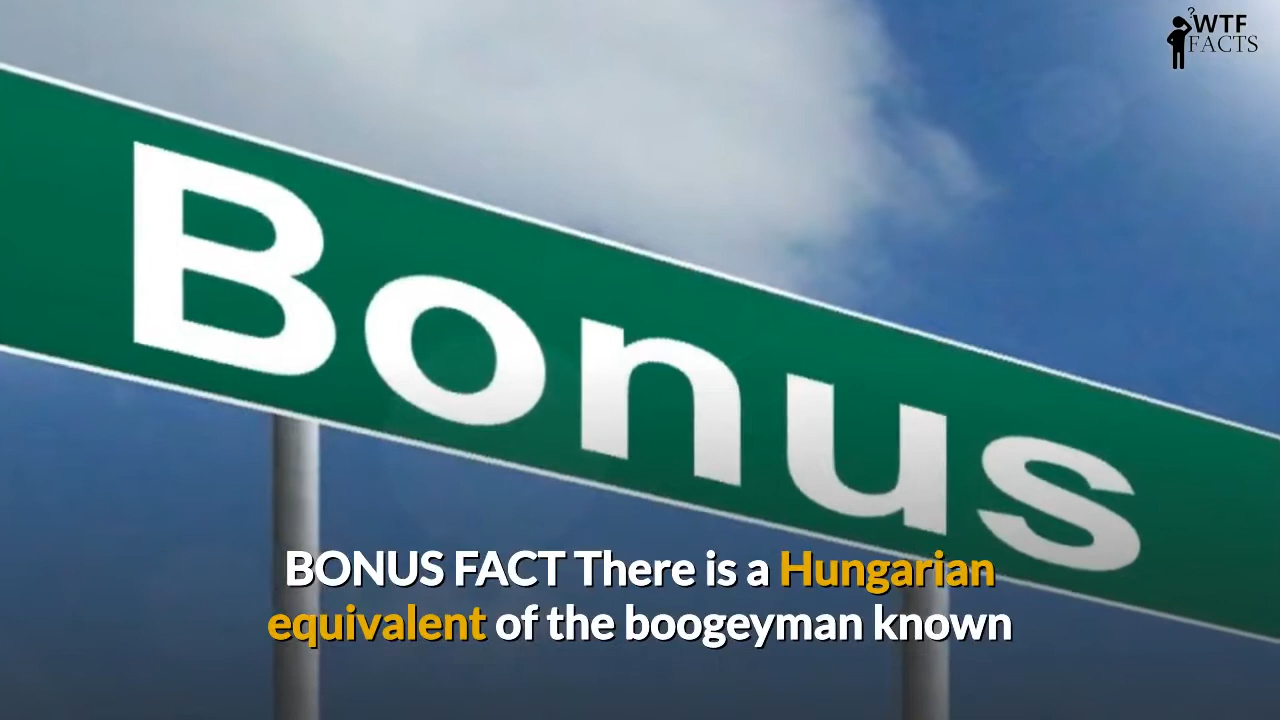 ?WTF
FACTS
Bonus
BONUS FACT There is a Hungarian
equivalent of the boogeyman known